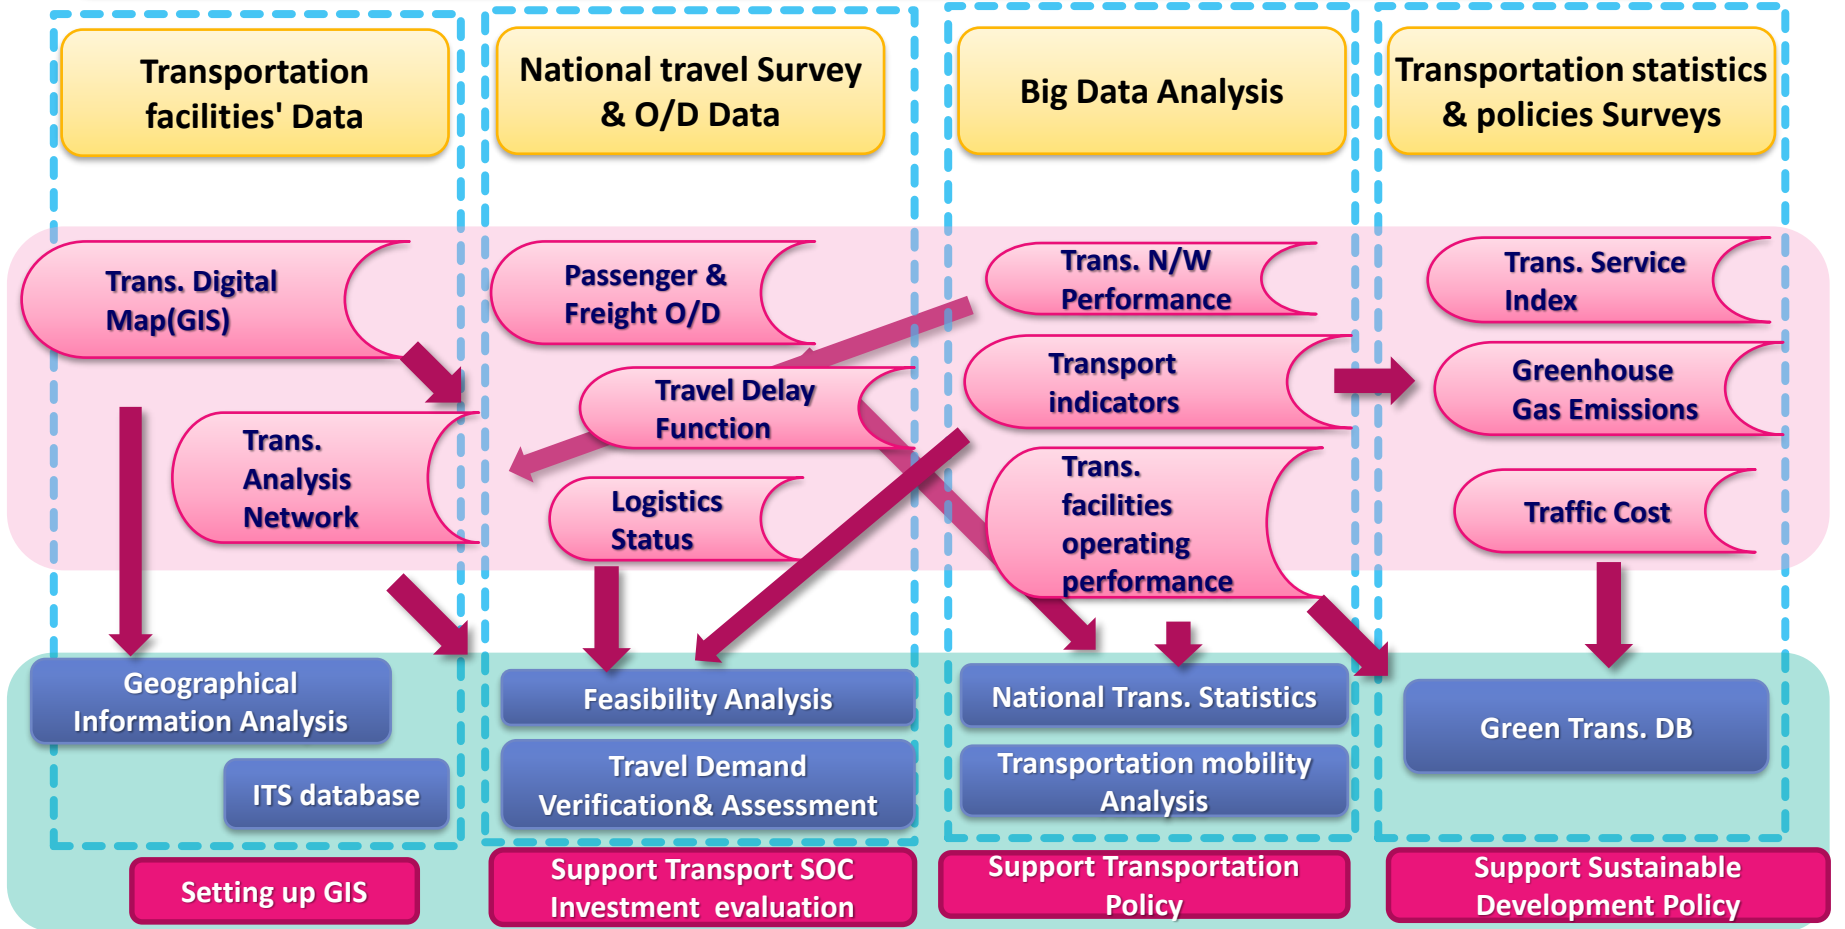 Transportation
facilities' Data
National travel Survey
& O/D Data
Big Data Analysis
Transportation statistics
& policies Surveys
Trans. Digital
Map(GIS)
Trans.
Analysis
Network
Passenger &
Freight O/D
Travel Delay
Function
Logistics
Status
Trans. N/W
Performance
Transport
indicators
Trans.
facilities
operating
performance
Trans. Service
Index
Greenhouse
Gas Emissions
Traffic Cost
Geographical
Information Analysis
ITS database
Feasibility Analysis
Travel Demand
Verification& Assessment
National Trans. Statistics
Transportation mobility
Analysis
Green Trans. DB
Setting up GIS
Support Transport SOC
Investment evaluation
Support Transportation
Policy
Support Sustainable
Development Policy